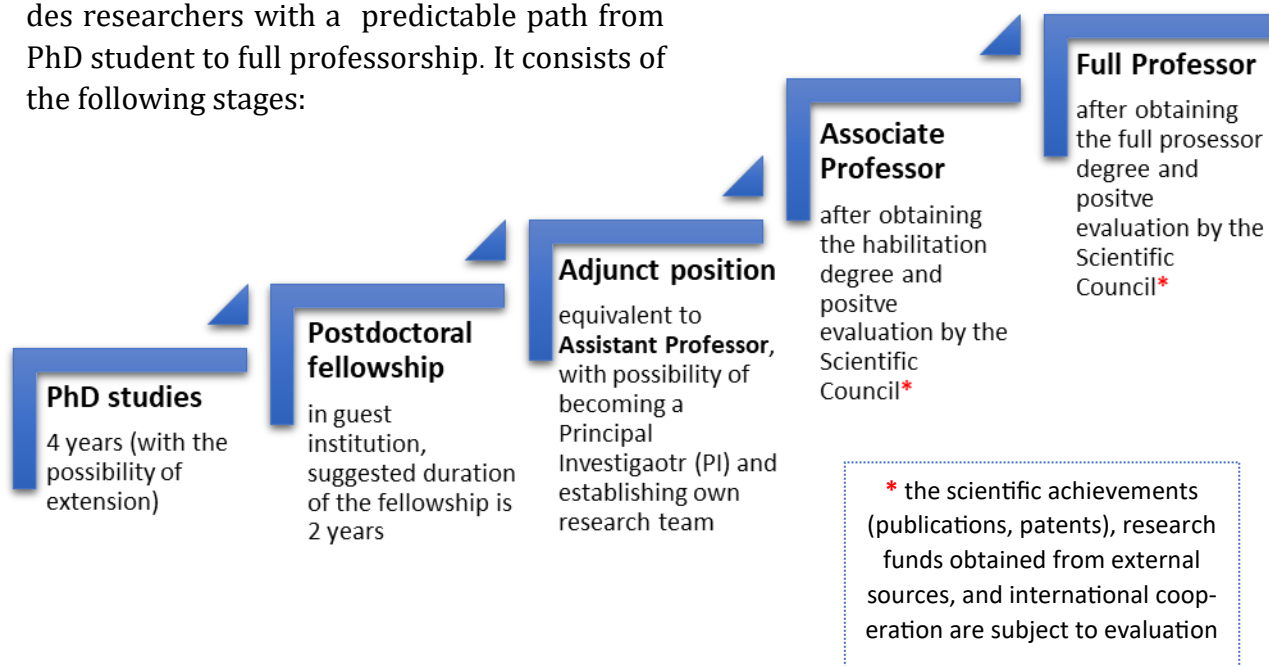 des researchers with a predictable path from
PhD student to full professorship. It consists of
the following stages:
PhD studies
4 years (with the
possibility of
extension)
Postdoctoral
fellowship
in guest
institution,
suggested duration
of the fellowship is
2 years
Adjunct position
equivalent to
Assistant Professor,
with possibility of
becoming a
Principal
Investigaotr (PI) and
establishing own
research team
Associate
Professor
after obtaining
the habilitation
degree and
positve
evaluation by the
Scientific
Council*
Full Professor
after obtaining
the full prosessor
degree and
positve
evaluation by the
Scientific
Council*
* the scientific achievements
(publications, patents), research
funds obtained from external
sources, and international coop-
eration are subject to evaluation